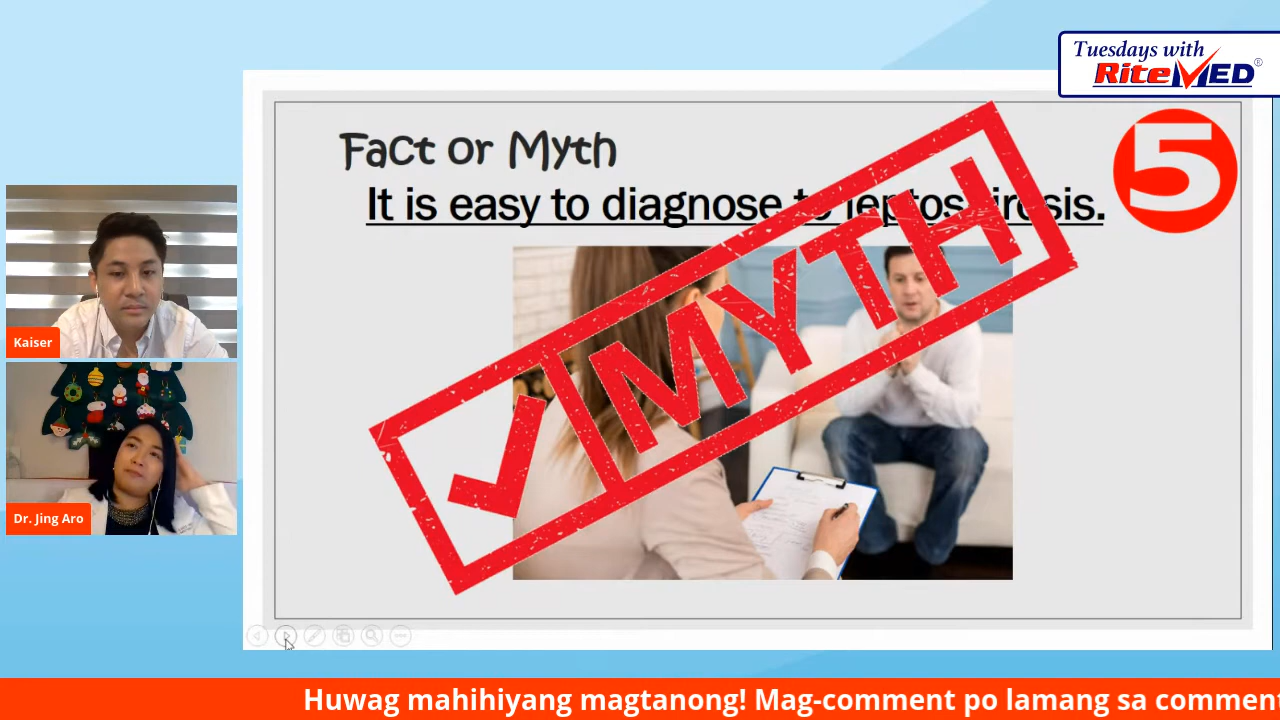 Tuesdays with
RiteMED®
Fact or Myth
5
It is easy to diagnose to leptospirosis.
MYTH
Kaiser
Dr. Jing Aro
Huwag mahihiyang magtanong! Mag-comment po lamang sa comment